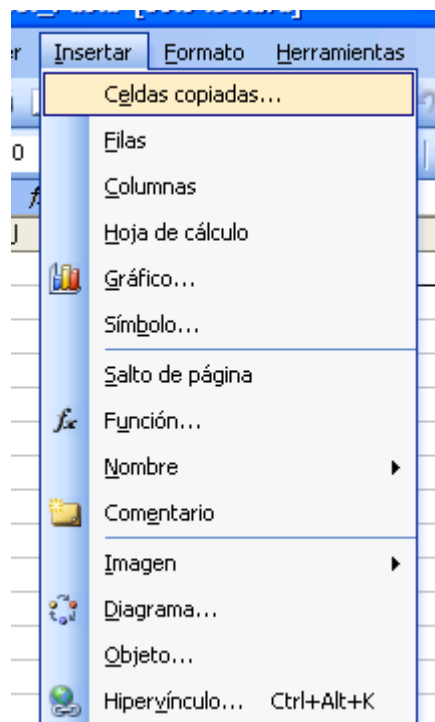 Insertar Formato Herramientas
Celdas copiadas...
Filas
Columnas
Hoja de cálculo
Gráfico...
Símbolo...
Salto de página
fx Función...
Nombre
Comentario
Imagen
Diagrama...
Objeto...
Hipervínculo... Ctrl+Alt+K